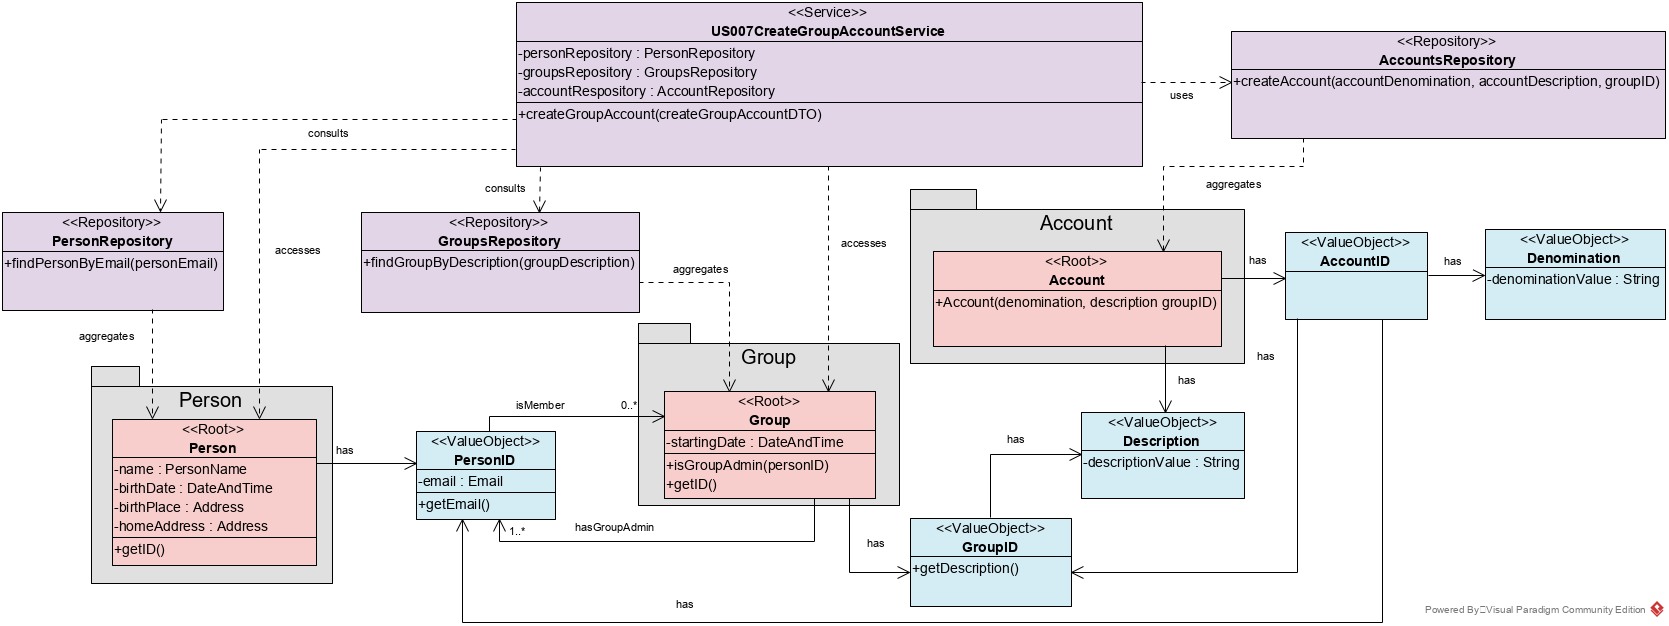 <<Service>>
US007CreateGroupAccountService
-personRepository : PersonRepository
-groupsRepository : GroupsRepository
-accountRespository : AccountRepository
+createGroupAccount(createGroupAccountDTO)
<<Repository>>
AccountsRepository
+createAccount(accountDenomination, accountDescription, groupID)
uses
consults
consults
accesses
accesses
aggregates
<<Repository>>
PersonRepository
+findPersonByEmail(personEmail)
<<Repository>>
GroupsRepository
+findGroupByDescription(groupDescription)
aggregates
aggregates
Account
<<Root>>
Account
+Account(denomination, description groupID)
has
<<ValueObject>>
AccountID
has
<<ValueObject>>
Denomination
-denominationValue : String
has
has
Person
<<Root>>
Person
-name : PersonName
-birthDate : DateAndTime
-birthPlace : Address
-homeAddress : Address
+getID()
has
<<ValueObject>>
PersonID
-email : Email
+getEmail()
isMember
0..*
Group
<<Root>>
Group
-startingDate : DateAndTime
+isGroupAdmin(personID)
+getID()
1..*
hasGroupAdmin
has
<<ValueObject>>
Description
-descriptionValue : String
has
<<ValueObject>>
GroupID
+getDescription()
has
Powered By Visual Paradigm Community Edition